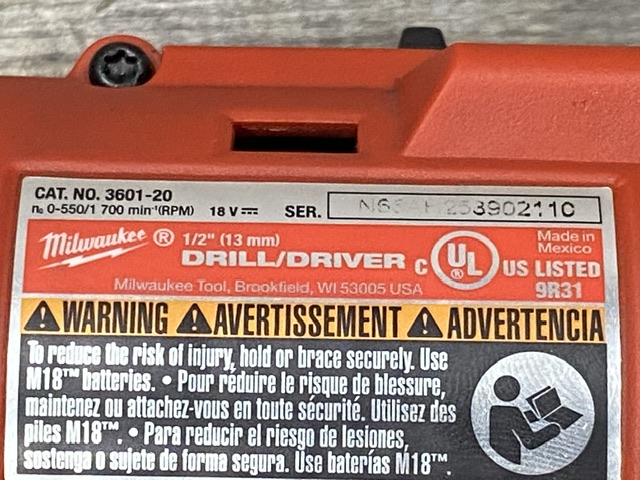 CAT. NO. 3601-20
n₀ 0-550/1 700 min⁻¹(RPM) 18 V⎓ SER.
Milwaukee ® 1/2" (13 mm)
DRILL/DRIVER
Milwaukee Tool, Brookfield, WI 53005 USA
C UL ® US LISTED
9R31
Made in
Mexico
WARNING AVERTISSEMENT ADVERTENCIA
To reduce the risk of injury, hold or brace securely. Use
M18™ batteries. • Pour réduire le risque de blessure,
maintenez ou attachez-vous en toute sécurité. Utilisez des
piles M18™. • Para reducir el riesgo de lesiones,
sostenga o sujete de forma segura. Use baterías M18™.